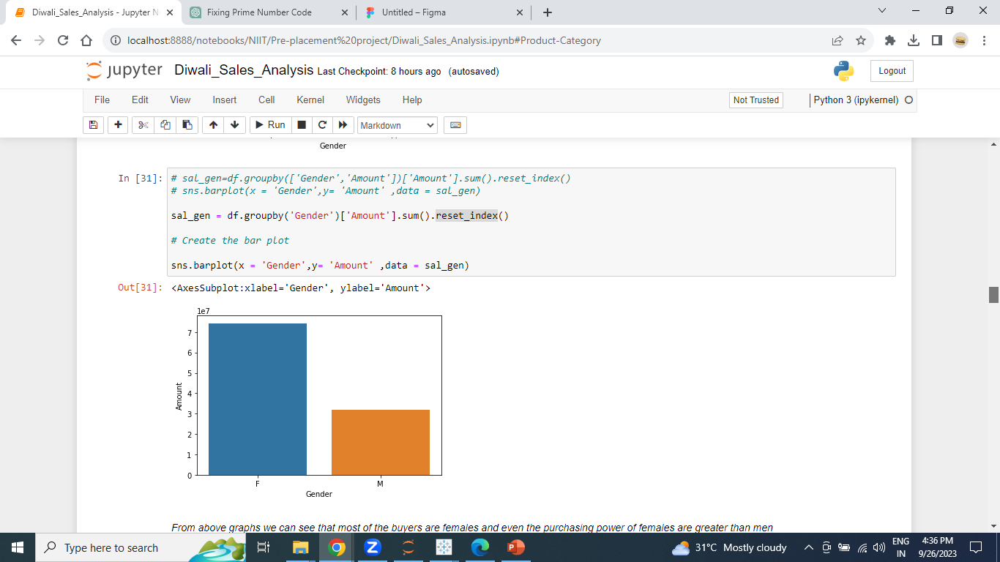 Diwali_Sales_Analysis - Jupyter N
Fixing Prime Number Code
Untitled – Figma
localhost:8888/notebooks/NIIT/Pre-placement%20project/Diwali_Sales_Analysis.ipynb#Product-Category
jupyter Diwali_Sales_Analysis Last Checkpoint: 8 hours ago (autosaved)
Logout
File Edit View Insert Cell Kernel Widgets Help
Not Trusted
Python 3 (ipykernel)
Run
Markdown
Gender
In [31]:
# sal_gen=df.groupby(['Gender','Amount'])['Amount'].sum().reset_index()
# sns.barplot(x = 'Gender',y= 'Amount' ,data = sal_gen)
sal_gen = df.groupby('Gender')['Amount'].sum().reset_index()
# Create the bar plot
sns.barplot(x = 'Gender',y= 'Amount' ,data = sal_gen)
Out[31]: <AxesSubplot:xlabel='Gender', ylabel='Amount'>
1e7
7
6
5
4
3
2
1
0
Amount
F M
Gender
From above graphs we can see that most of the buyers are females and even the purchasing power of females are greater than men
Type here to search
31°C Mostly cloudy
ENG
IN
4:36 PM
9/26/2023